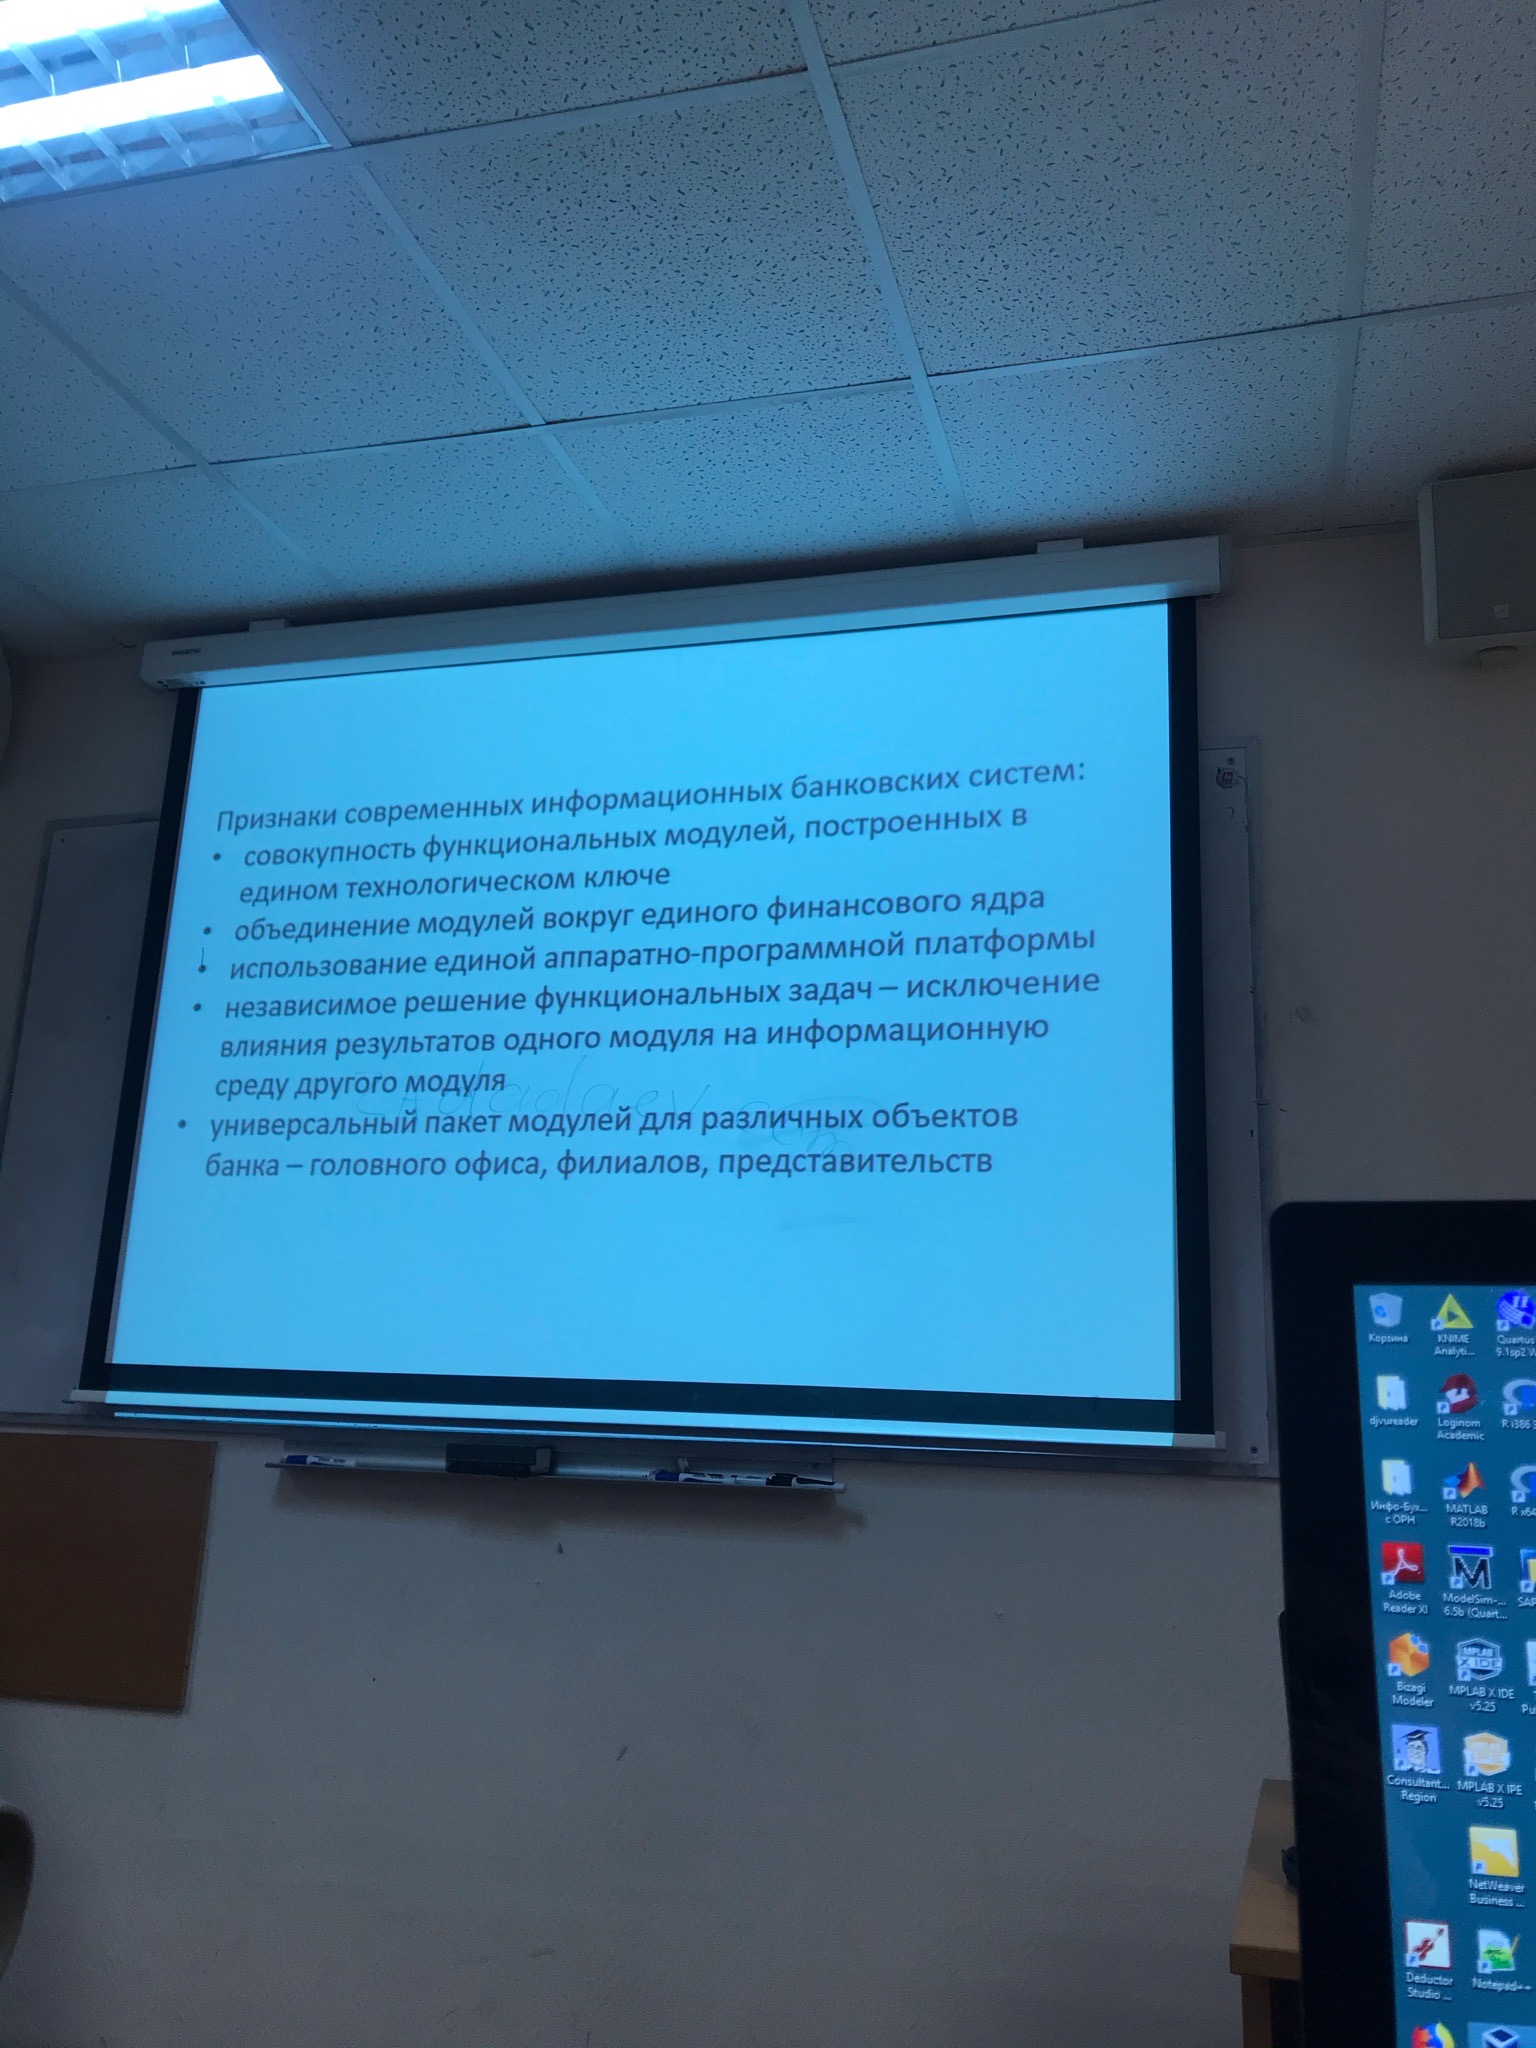 Признаки современных информационных банковских систем:
• совокупность функциональных модулей, построенных в
едином технологическом ключе
• объединение модулей вокруг единого финансового ядра
• использование единой аппаратно-программной платформы
• независимое решение функциональных задач – исключение
влияния результатов одного модуля на информационную
среду другого модуля
• универсальный пакет модулей для различных объектов
банка – головного офиса, филиалов, представительств
Корзина
KNIME
Analyti...
Quartus
9.1sp2 W
djvureader
Loginom
Academic
R i386 3
Инфо-Бух...
с ОРН
MATLAB
R2018b
R x64
Adobe
Reader XI
ModelSim-...
6.5b (Quart...
SAP
Bizagi
Modeler
MPLAB X IDE
v5.25
Pu
Consultant...
Region
MPLAB X IPE
v5.25
NetWeaver
Business ...
Deductor
Studio ...
Notepad++